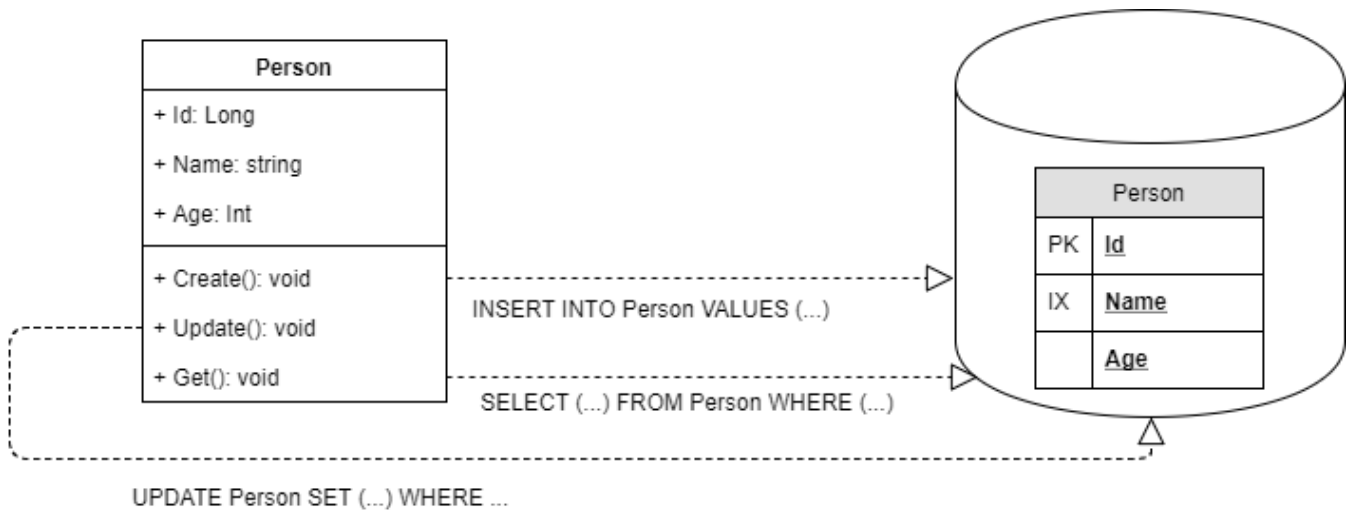 Person
+ Id: Long
+ Name: string
+ Age: Int
+ Create(): void
+ Update(): void
+ Get(): void
INSERT INTO Person VALUES (...)
SELECT (...) FROM Person WHERE (...)
UPDATE Person SET (...) WHERE ...
Person
PK Id
IX Name
Age